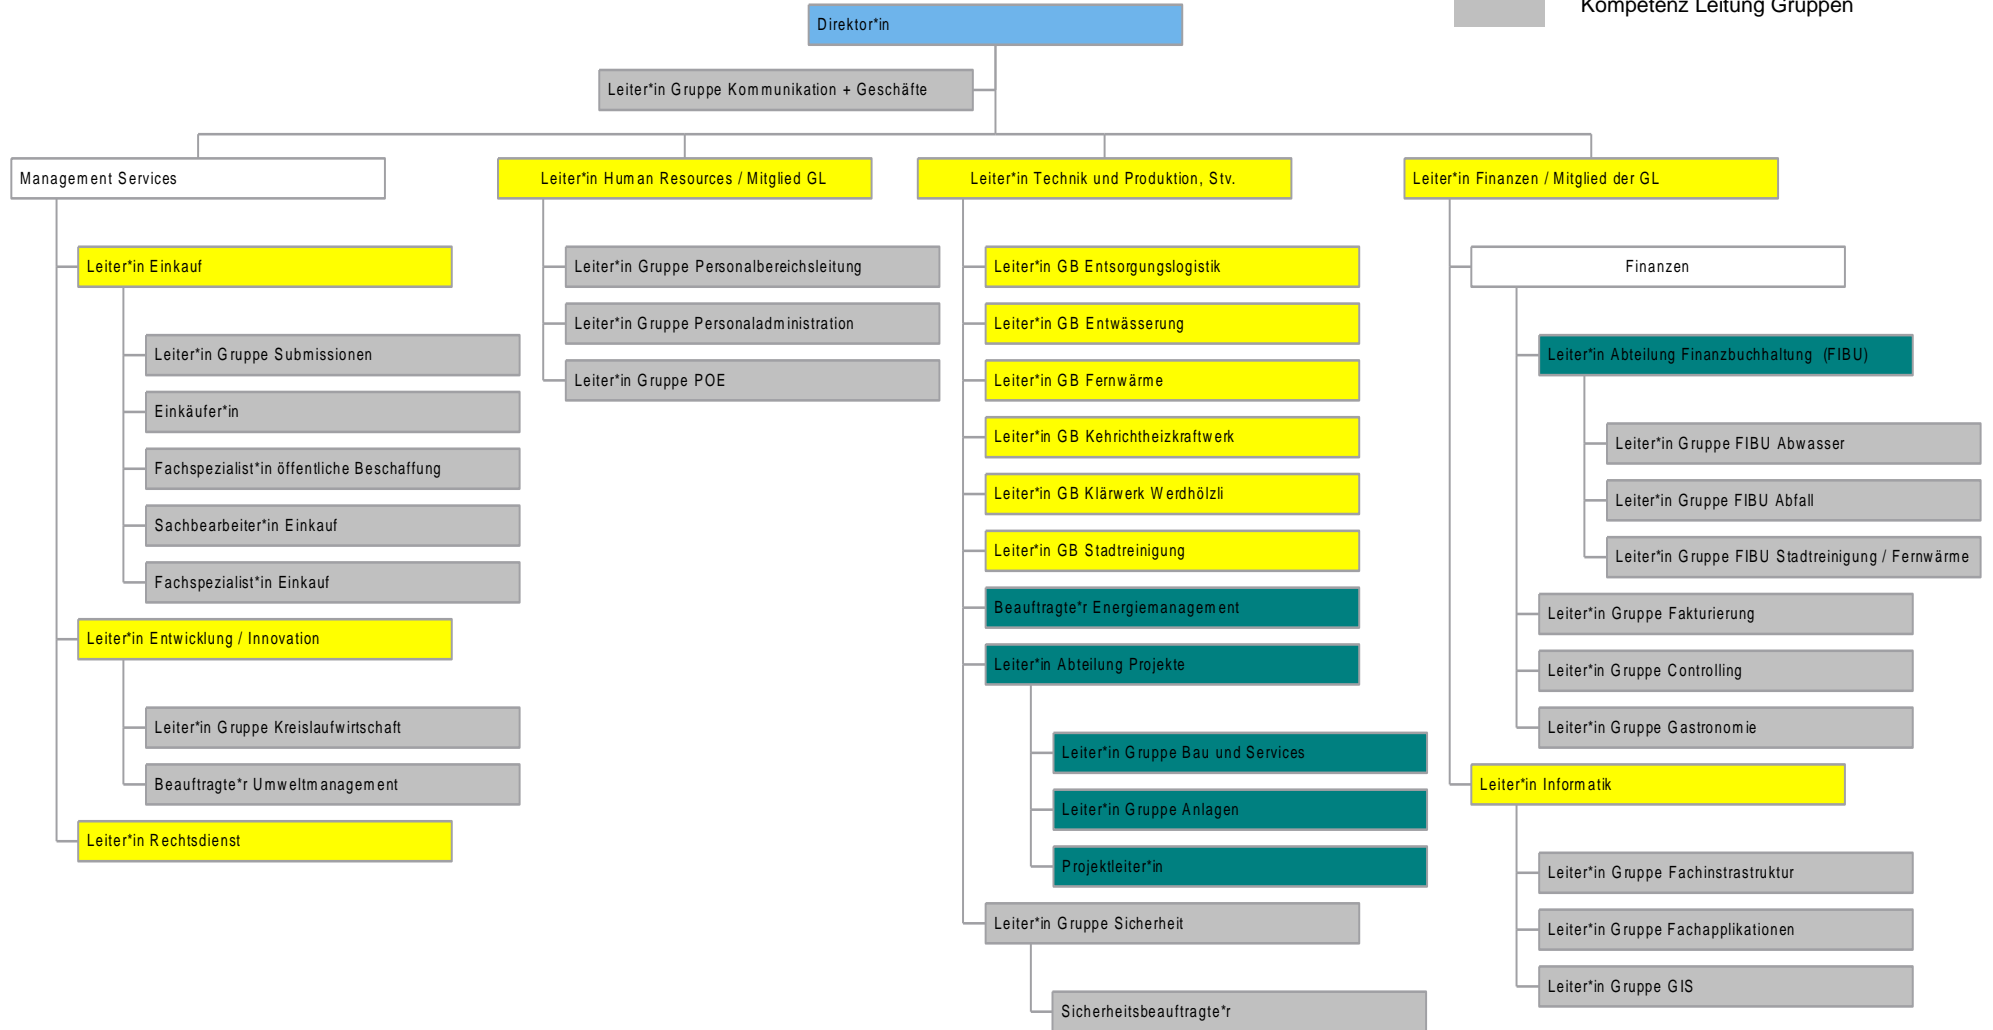 Kompetenz Leitung Gruppen
Direktor*in
Leiter*in Gruppe Kommunikation + Geschäfte
Management Services
Leiter*in Einkauf
Leiter*in Gruppe Submissionen
Einkäufer*in
Fachspezialist*in öffentliche Beschaffung
Sachbearbeiter*in Einkauf
Fachspezialist*in Einkauf
Leiter*in Entwicklung / Innovation
Leiter*in Gruppe Kreislaufwirtschaft
Beauftragte*r Umweltmanagement
Leiter*in Rechtsdienst
Leiter*in Human Resources / Mitglied GL
Leiter*in Gruppe Personalbereichsleitung
Leiter*in Gruppe Personaladministration
Leiter*in Gruppe POE
Leiter*in Technik und Produktion, Stv.
Leiter*in GB Entsorgungslogistik
Leiter*in GB Entwässerung
Leiter*in GB Fernwärme
Leiter*in GB Kehrichtheizkraftwerk
Leiter*in GB Klärwerk Werdhölzli
Leiter*in GB Stadtreinigung
Beauftragte*r Energiemanagement
Leiter*in Abteilung Projekte
Leiter*in Gruppe Bau und Services
Leiter*in Gruppe Anlagen
Projektleiter*in
Leiter*in Gruppe Sicherheit
Sicherheitsbeauftragte*r
Leiter*in Finanzen / Mitglied der GL
Finanzen
Leiter*in Abteilung Finanzbuchhaltung (FIBU)
Leiter*in Gruppe FIBU Abwasser
Leiter*in Gruppe FIBU Abfall
Leiter*in Gruppe FIBU Stadtreinigung / Fernwärme
Leiter*in Gruppe Fakturierung
Leiter*in Gruppe Controlling
Leiter*in Gruppe Gastronomie
Leiter*in Informatik
Leiter*in Gruppe Fachinstrastruktur
Leiter*in Gruppe Fachapplikationen
Leiter*in Gruppe GIS